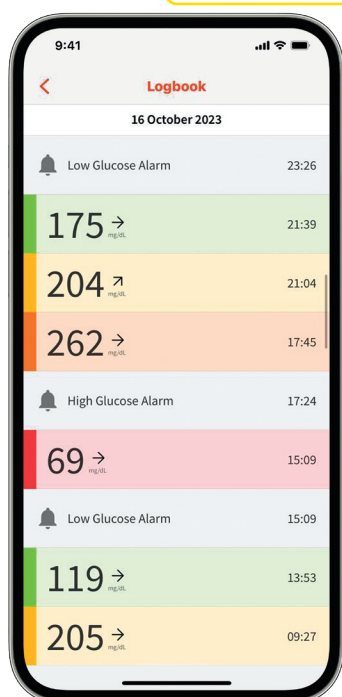 9:41
Logbook
16 October 2023
Low Glucose Alarm 23:26
175 mg/dL 21:39
204 mg/dL 21:04
262 mg/dL 17:45
High Glucose Alarm 17:24
69 mg/dL 15:09
Low Glucose Alarm 15:09
119 mg/dL 13:53
205 mg/dL 09:27